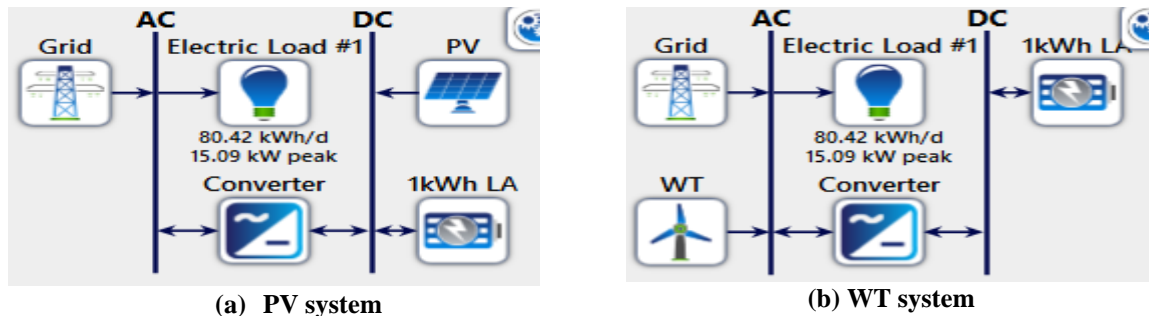 AC DC
Grid Electric Load #1 PV
80.42 kWh/d
15.09 kW peak
Converter 1kWh LA
(a) PV system
AC DC
Grid Electric Load #1 1kWh LA
80.42 kWh/d
15.09 kW peak
WT Converter
(b) WT system